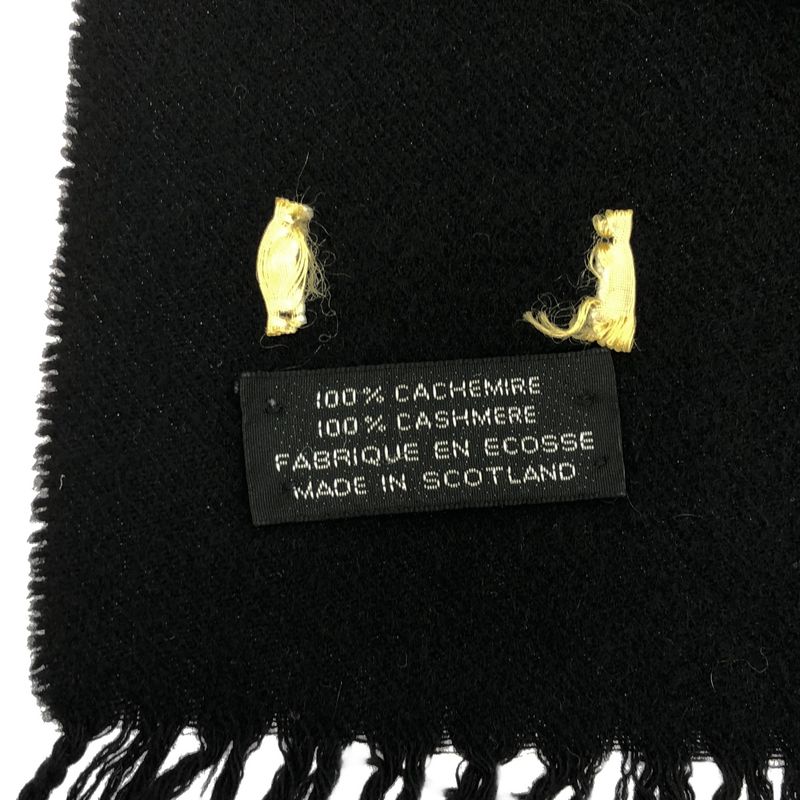 100% CACHEMIRE
100% CASHMERE
FABRIQUE EN ECOSSE
MADE IN SCOTLAND